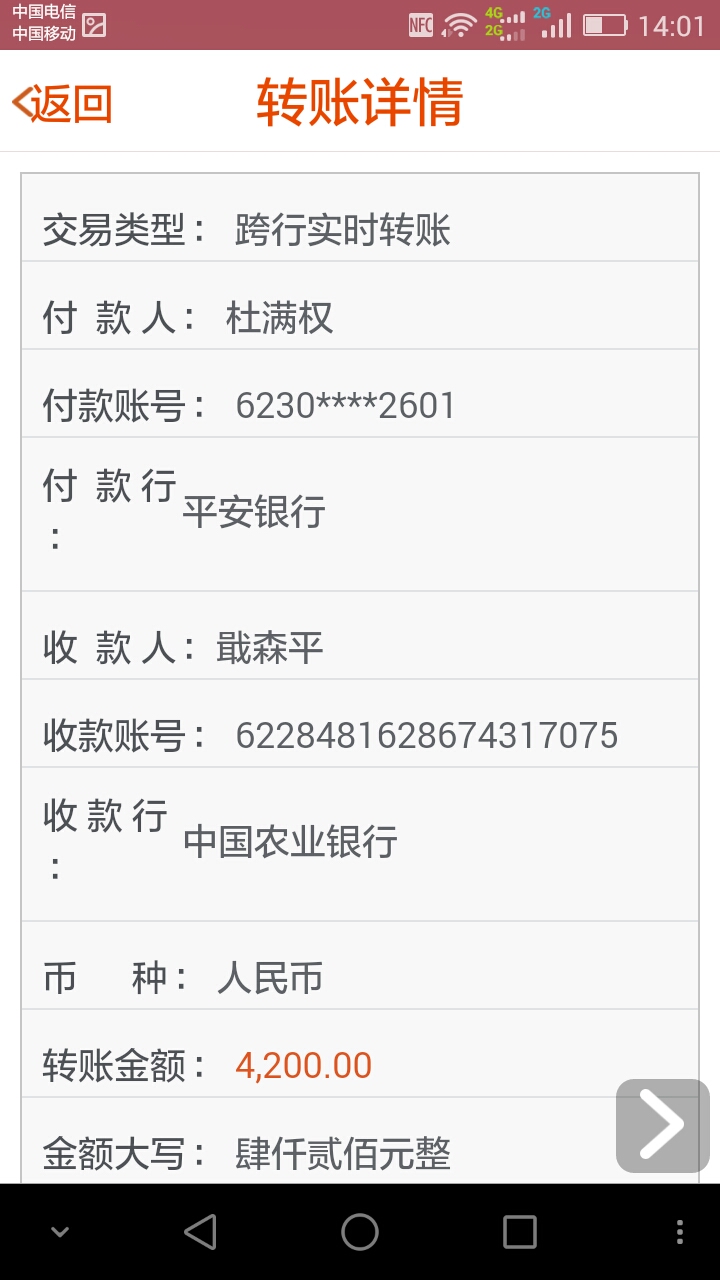 中国电信
中国移动
NFC 4G 2G 2G 14:01
返回 转账详情
交易类型： 跨行实时转账
付 款 人： 杜满权
付款账号： 6230****2601
付 款 行
： 平安银行
收 款 人： 戢森平
收款账号： 6228481628674317075
收 款 行
： 中国农业银行
币 种： 人民币
转账金额： 4,200.00
金额大写： 肆仟贰佰元整